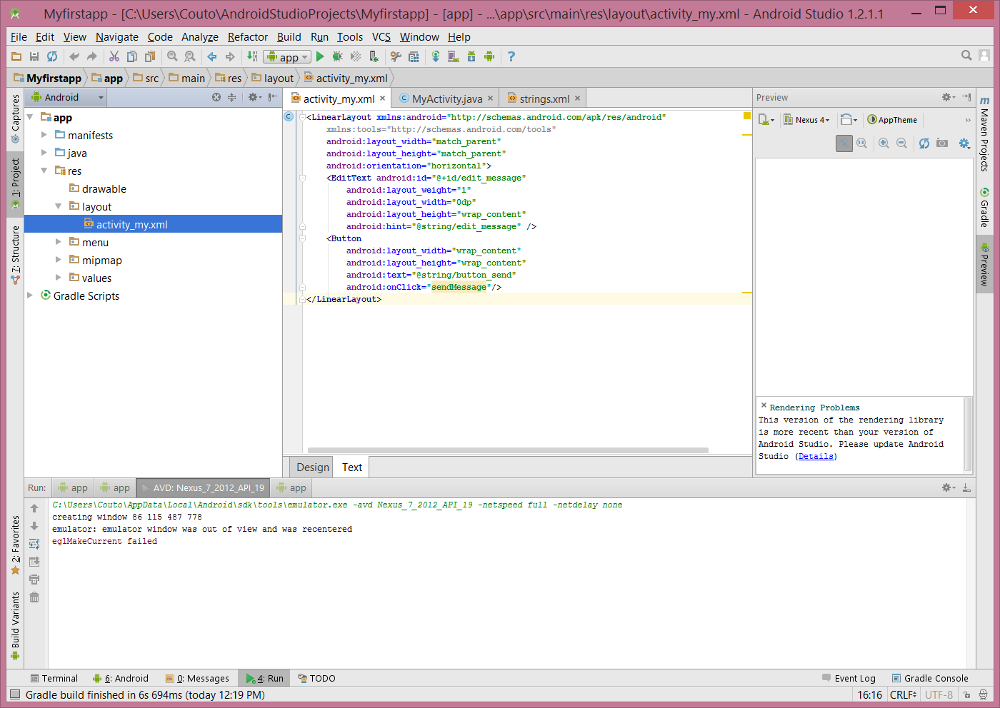 Myfirstapp - [C:\Users\Couto\AndroidStudioProjects\Myfirstapp] - [app] - ...\app\src\main\res\layout\activity_my.xml - Android Studio 1.2.1.1
File Edit View Navigate Code Analyze Refactor Build Run Tools VCS Window Help
app
Myfirstapp app src main res layout activity_my.xml
Android
activity_my.xml MyActivity.java strings.xml
Preview
Captures
1: Project
7: Structure
2: Favorites
Build Variants
app
manifests
java
res
drawable
layout
activity_my.xml
menu
mipmap
values
Gradle Scripts
<LinearLayout xmlns:android="http://schemas.android.com/apk/res/android"
xmlns:tools="http://schemas.android.com/tools"
android:layout_width="match_parent"
android:layout_height="match_parent"
android:orientation="horizontal">
<EditText android:id="@+id/edit_message"
android:layout_weight="1"
android:layout_width="0dp"
android:layout_height="wrap_content"
android:hint="@string/edit_message" />
<Button
android:layout_width="wrap_content"
android:layout_height="wrap_content"
android:text="@string/button_send"
android:onClick="sendMessage"/>
</LinearLayout>
Design Text
Nexus 4 AppTheme
Rendering Problems
This version of the rendering library
is more recent than your version of
Android Studio. Please update Android
Studio (Details)
Maven Projects
Gradle
Preview
Run: app app AVD: Nexus_7_2012_API_19 app
C:\Users\Couto\AppData\Local\Android\sdk\tools\emulator.exe -avd Nexus_7_2012_API_19 -netspeed full -netdelay none
creating window 86 115 487 778
emulator: emulator window was out of view and was recentered
eglMakeCurrent failed
Terminal 6: Android 0: Messages 4: Run TODO Event Log Gradle Console
Gradle build finished in 6s 694ms (today 12:19 PM) 16:16 CRLF UTF-8